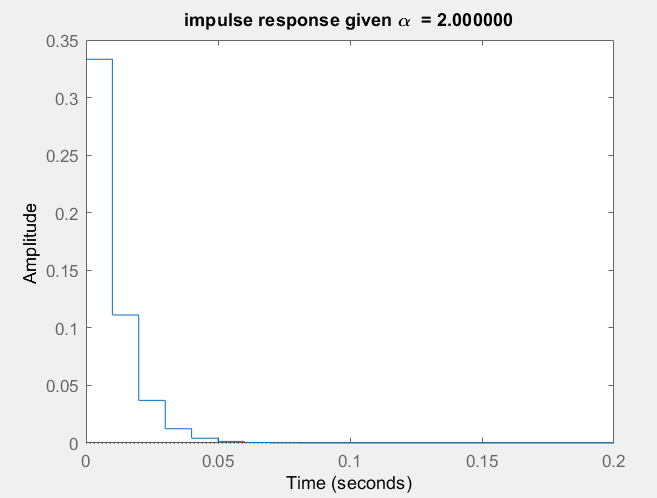 impulse response given α = 2.000000
0.35
0.3
0.25
0.2
0.15
0.1
0.05
0
Amplitude
0 0.05 0.1 0.15 0.2
Time (seconds)